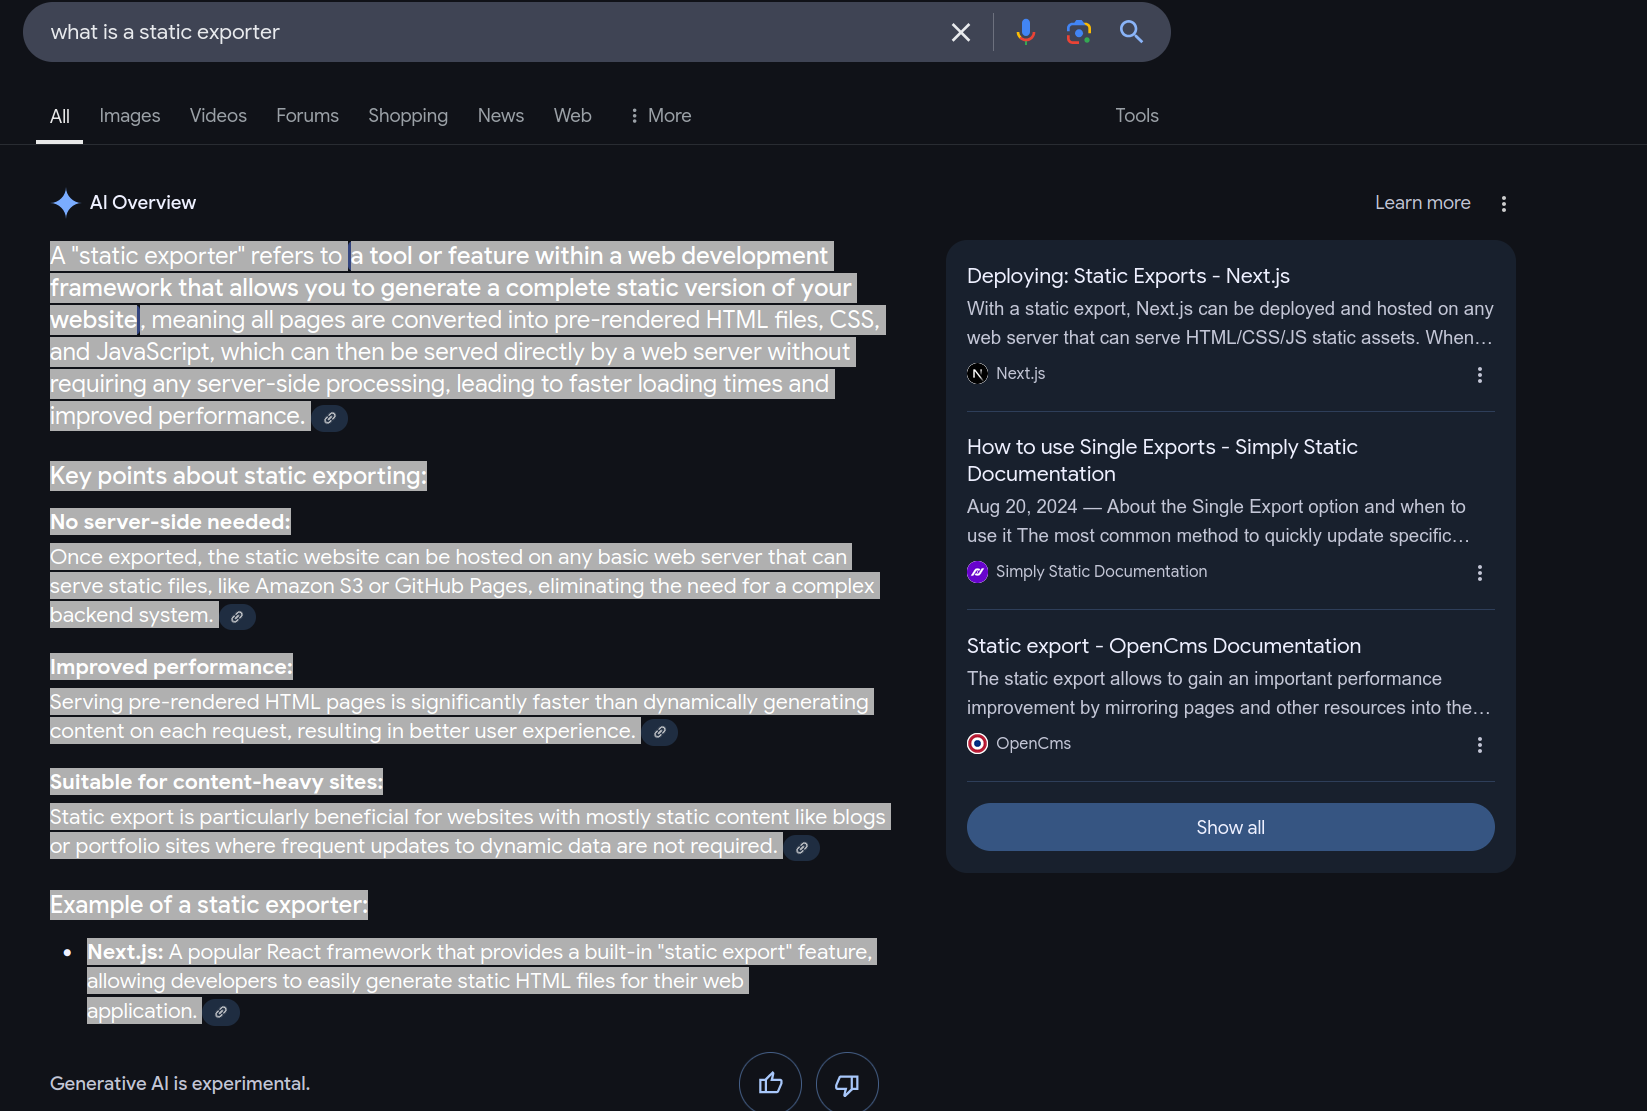 what is a static exporter
All Images Videos Forums Shopping News Web More Tools
AI Overview
Learn more
A "static exporter" refers to a tool or feature within a web development
framework that allows you to generate a complete static version of your
website, meaning all pages are converted into pre-rendered HTML files, CSS,
and JavaScript, which can then be served directly by a web server without
requiring any server-side processing, leading to faster loading times and
improved performance.
Key points about static exporting:
No server-side needed:
Once exported, the static website can be hosted on any basic web server that can
serve static files, like Amazon S3 or GitHub Pages, eliminating the need for a complex
backend system.
Improved performance:
Serving pre-rendered HTML pages is significantly faster than dynamically generating
content on each request, resulting in better user experience.
Suitable for content-heavy sites:
Static export is particularly beneficial for websites with mostly static content like blogs
or portfolio sites where frequent updates to dynamic data are not required.
Example of a static exporter:
Next.js: A popular React framework that provides a built-in "static export" feature,
allowing developers to easily generate static HTML files for their web
application.
Generative AI is experimental.
Deploying: Static Exports - Next.js
With a static export, Next.js can be deployed and hosted on any
web server that can serve HTML/CSS/JS static assets. When...
N Next.js
How to use Single Exports - Simply Static
Documentation
Aug 20, 2024 — About the Single Export option and when to
use it The most common method to quickly update specific...
Simply Static Documentation
Static export - OpenCms Documentation
The static export allows to gain an important performance
improvement by mirroring pages and other resources into the...
OpenCms
Show all